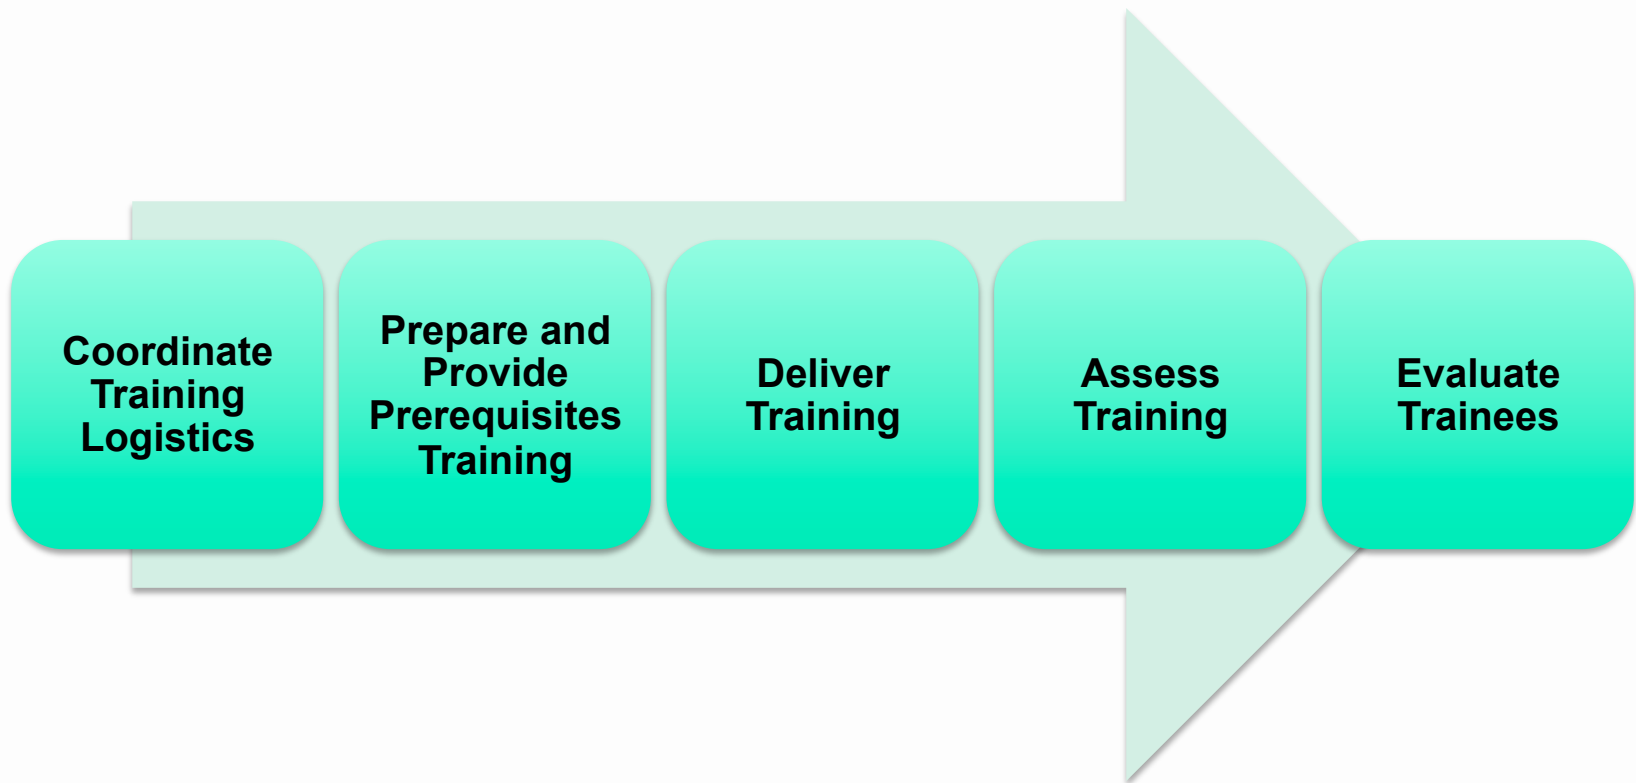 Coordinate
Training
Logistics
Prepare and
Provide
Prerequisites
Training
Deliver
Training
Assess
Training
Evaluate
Trainees